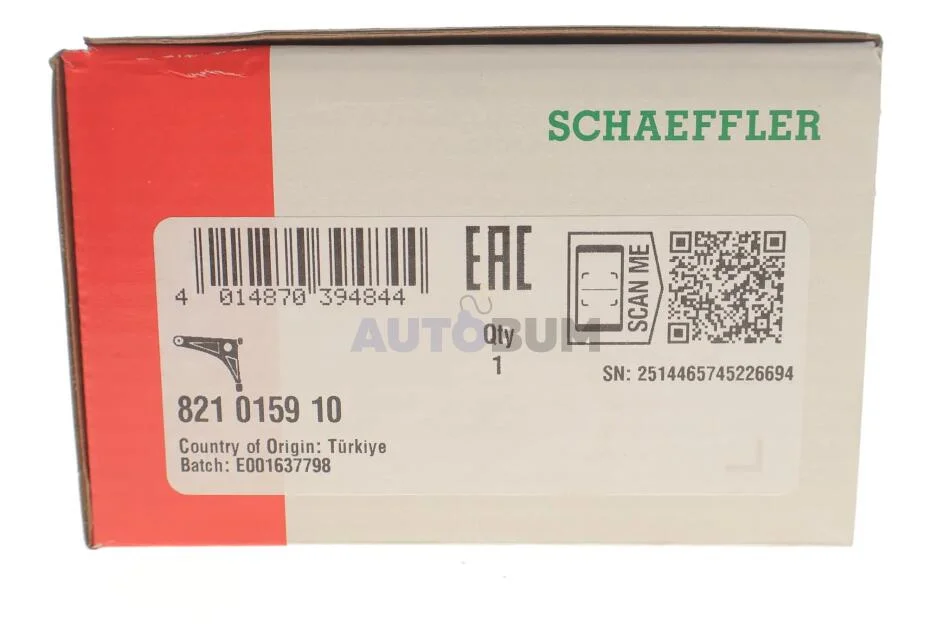 SCHAEFFLER
EAC
SCAN ME
4 014870 394844
AUTOBUM
Qty
1
SN: 2514465745226694
821 0159 10
Country of Origin: Türkiye
Batch: E001637798